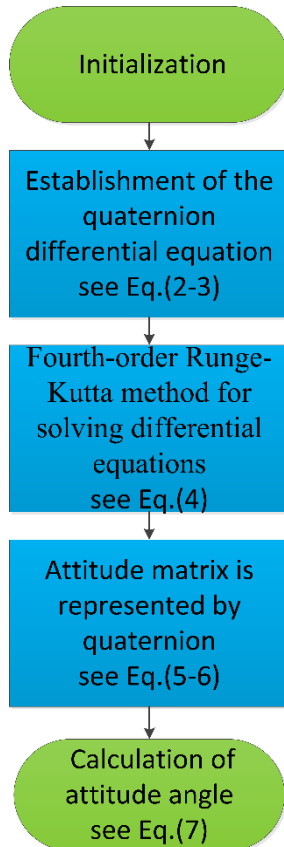 Initialization
Establishment of the
quaternion
differential equation
see Eq.(2-3)
Fourth-order Runge-
Kutta method for
solving differential
equations
see Eq.(4)
Attitude matrix is
represented by
quaternion
see Eq.(5-6)
Calculation of
attitude angle
see Eq.(7)